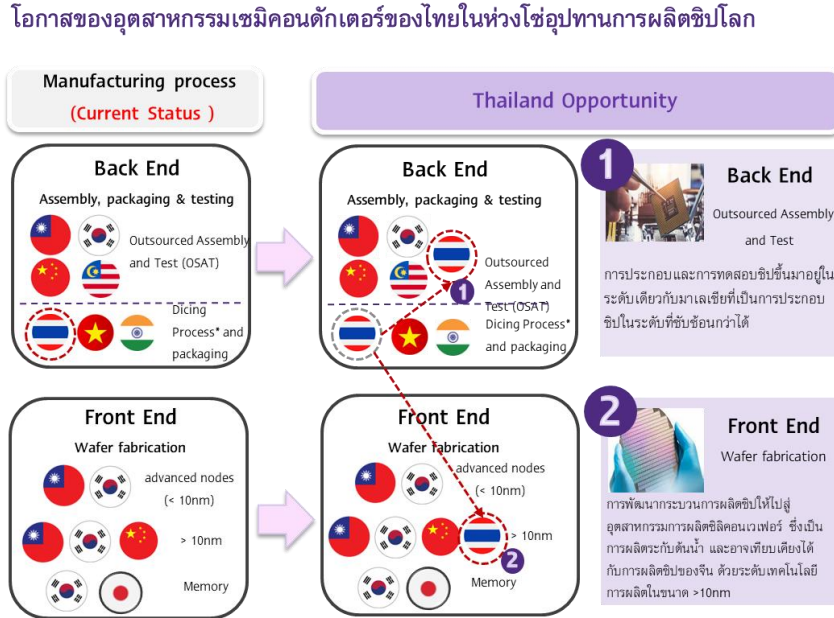 โอกาสของอุตสาหกรรมเซมิคอนดักเตอร์ของไทยในห่วงโซ่อุปทานการผลิตชิปโลก
Manufacturing process
(Current Status )
Thailand Opportunity
Back End
Assembly, packaging & testing
Outsourced Assembly
and Test (OSAT)
Dicing
Process* and
packaging
Back End
Assembly, packaging & testing
Outsourced
Assembly and
Test (OSAT)
1
Dicing Process*
and packaging
1
Back End
Outsourced Assembly
and Test
การประกอบและการทดสอบชิปขึ้นมาอยู่ใน
ระดับเดียวกับมาเลเซียที่เป็นการประกอบ
ชิปในระดับที่ซับซ้อนกว่าได้
Front End
Wafer fabrication
advanced nodes
(< 10nm)
> 10nm
Memory
Front End
Wafer fabrication
advanced nodes
(< 10nm)
> 10nm
2
Memory
2
Front End
Wafer fabrication
การพัฒนากระบวนการผลิตชิปให้ไปสู่
อุตสาหกรรมการผลิตซิลิคอนเวเฟอร์ ซึ่งเป็น
การผลิตระกับต้นน้ำ และอาจเทียบเคียงได้
กับการผลิตชิปของจีน ด้วยระดับเทคโนโลยี
การผลิตในขนาด >10nm